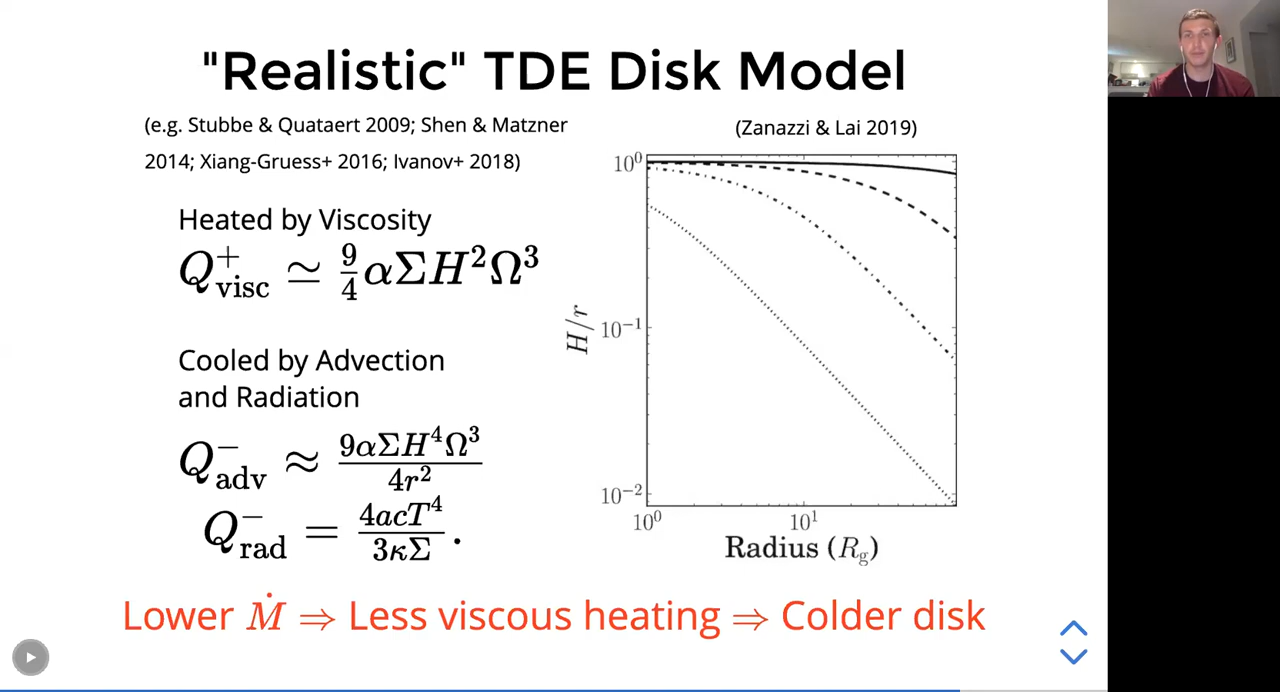 "Realistic" TDE Disk Model
(e.g. Stubbe & Quataert 2009; Shen & Matzner
2014; Xiang-Gruess+ 2016; Ivanov+ 2018)
Heated by Viscosity
Q⁺_visc ≃ 9/4 αΣH²Ω³
Cooled by Advection
and Radiation
Q⁻_adv ≈ 9αΣH⁴Ω³ / 4r²
Q⁻_rad = 4acT⁴ / 3κΣ .
(Zanazzi & Lai 2019)
10⁰
10⁻¹
10⁻²
H/r
10⁰ 10¹
Radius (R_g)
Lower Ṁ ⇒ Less viscous heating ⇒ Colder disk